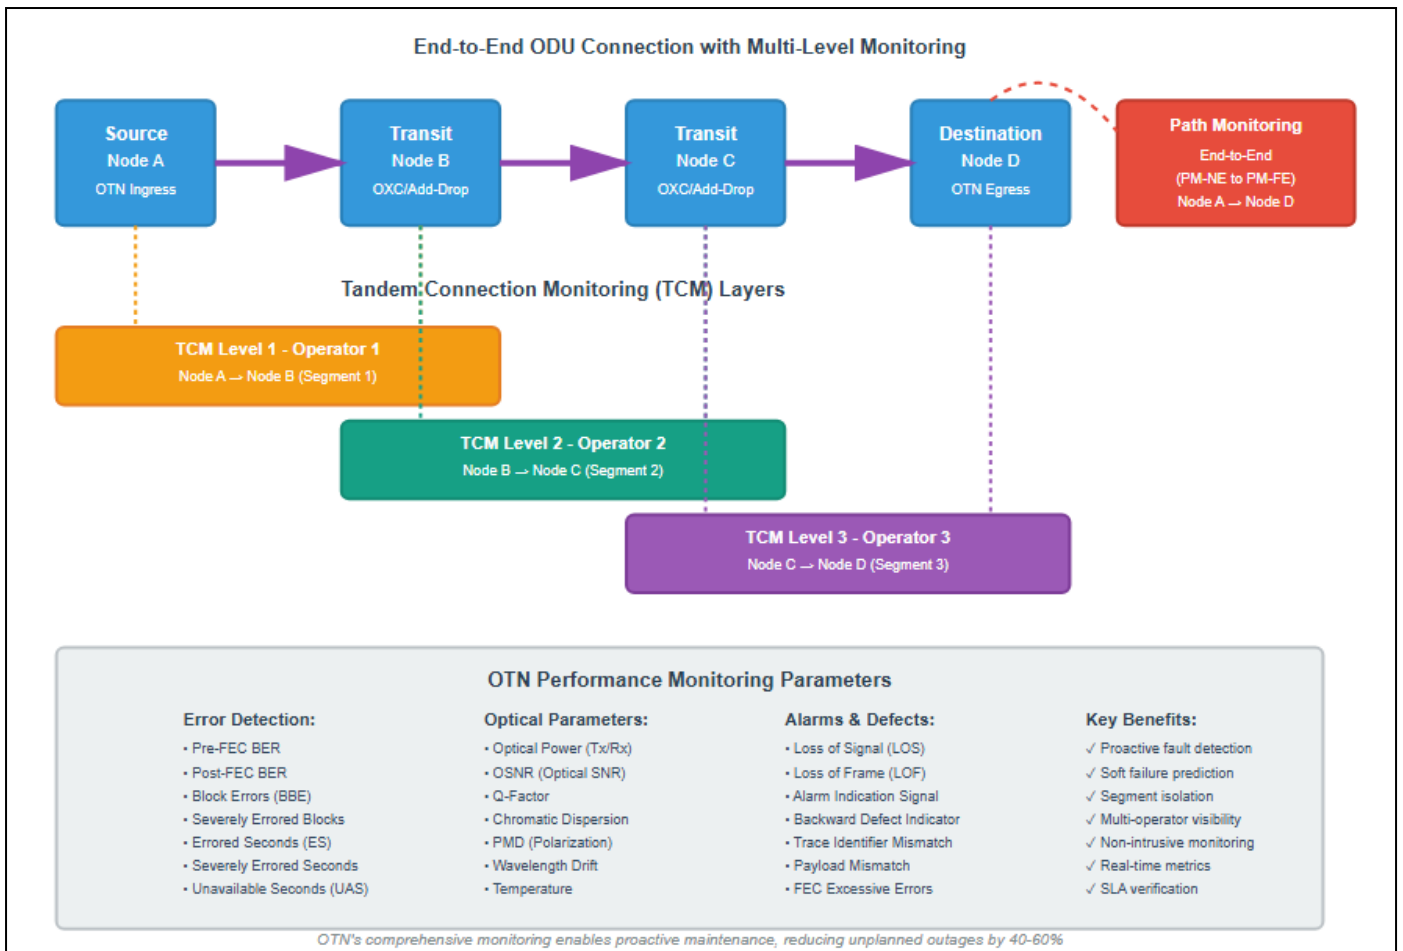 End-to-End ODU Connection with Multi-Level Monitoring
Source
Node A
OTN Ingress
Transit
Node B
OXC/Add-Drop
Transit
Node C
OXC/Add-Drop
Destination
Node D
OTN Egress
Path Monitoring
End-to-End
(PM-NE to PM-FE)
Node A → Node D
Tandem Connection Monitoring (TCM) Layers
TCM Level 1 - Operator 1
Node A → Node B (Segment 1)
TCM Level 2 - Operator 2
Node B → Node C (Segment 2)
TCM Level 3 - Operator 3
Node C → Node D (Segment 3)
OTN Performance Monitoring Parameters
Error Detection:
• Pre-FEC BER
• Post-FEC BER
• Block Errors (BBE)
• Severely Errored Blocks
• Errored Seconds (ES)
• Severely Errored Seconds
• Unavailable Seconds (UAS)
Optical Parameters:
• Optical Power (Tx/Rx)
• OSNR (Optical SNR)
• Q-Factor
• Chromatic Dispersion
• PMD (Polarization)
• Wavelength Drift
• Temperature
Alarms & Defects:
• Loss of Signal (LOS)
• Loss of Frame (LOF)
• Alarm Indication Signal
• Backward Defect Indicator
• Trace Identifier Mismatch
• Payload Mismatch
• FEC Excessive Errors
Key Benefits:
✓ Proactive fault detection
✓ Soft failure prediction
✓ Segment isolation
✓ Multi-operator visibility
✓ Non-intrusive monitoring
✓ Real-time metrics
✓ SLA verification
OTN's comprehensive monitoring enables proactive maintenance, reducing unplanned outages by 40-60%